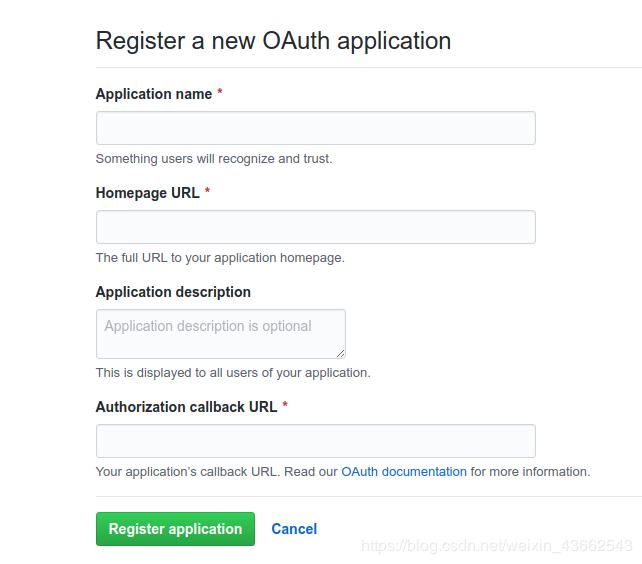 Register a new OAuth application
Application name *
Something users will recognize and trust.
Homepage URL *
The full URL to your application homepage.
Application description
Application description is optional
This is displayed to all users of your application.
Authorization callback URL *
Your application's callback URL. Read our OAuth documentation for more information.
Register application Cancel
https://blog.csdn.net/weixin_43662543